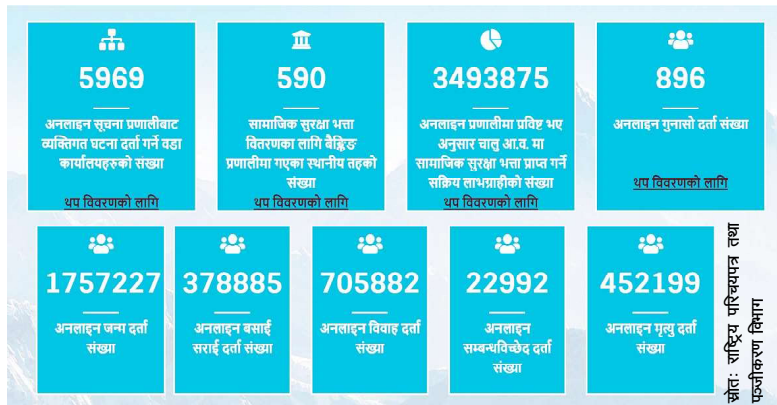 5969
अनलाइन सूचना प्रणालीबाट
व्यक्तिगत घटना दर्ता गर्ने वडा
कार्यालयहरुको संख्या
थप विवरणको लागि
590
सामाजिक सुरक्षा भत्ता
वितरणका लागि बैङ्किङ
प्रणालीमा गएका स्थानीय तहको
संख्या
थप विवरणको लागि
3493875
अनलाइन प्रणालीमा प्रविष्ट भए
अनुसार चालु आ.व. मा
सामाजिक सुरक्षा भत्ता प्राप्त गर्ने
सक्रिय लाभग्राहीको संख्या
थप विवरणको लागि
896
अनलाइन गुनासो दर्ता संख्या
थप विवरणको लागि
1757227
अनलाइन जन्म दर्ता
संख्या
378885
अनलाइन बसाई
सराई दर्ता संख्या
705882
अनलाइन विवाह दर्ता
संख्या
22992
अनलाइन
सम्बन्धविच्छेद दर्ता
संख्या
452199
अनलाइन मृत्यु दर्ता
संख्या
स्रोतः राष्ट्रिय परिचयपत्र तथा
पञ्जीकरण विभाग